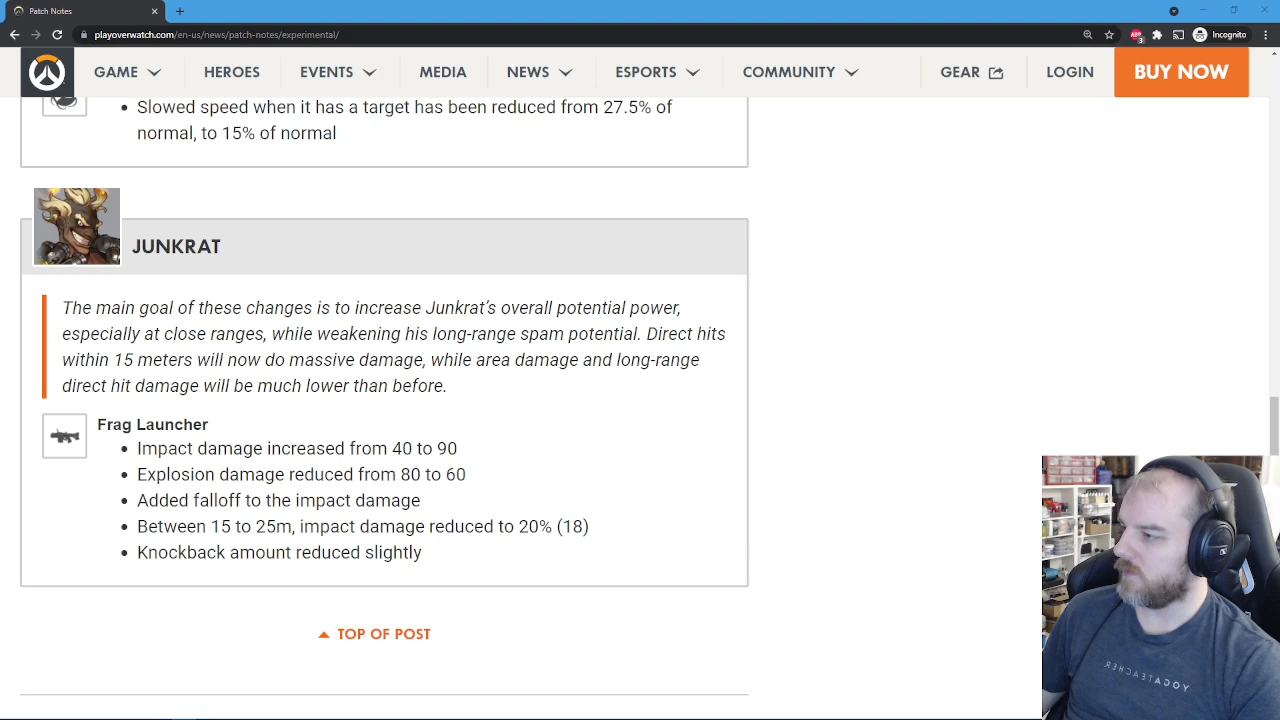 Patch Notes
playoverwatch.com/en-us/news/patch-notes/experimental/
3
Incognito
GAME
HEROES
EVENTS
MEDIA
NEWS
ESPORTS
COMMUNITY
GEAR
LOGIN
BUY NOW
• Slowed speed when it has a target has been reduced from 27.5% of
normal, to 15% of normal
JUNKRAT
The main goal of these changes is to increase Junkrat's overall potential power,
especially at close ranges, while weakening his long-range spam potential. Direct hits
within 15 meters will now do massive damage, while area damage and long-range
direct hit damage will be much lower than before.
Frag Launcher
• Impact damage increased from 40 to 90
• Explosion damage reduced from 80 to 60
• Added falloff to the impact damage
• Between 15 to 25m, impact damage reduced to 20% (18)
• Knockback amount reduced slightly
TOP OF POST
YOGATEACHER